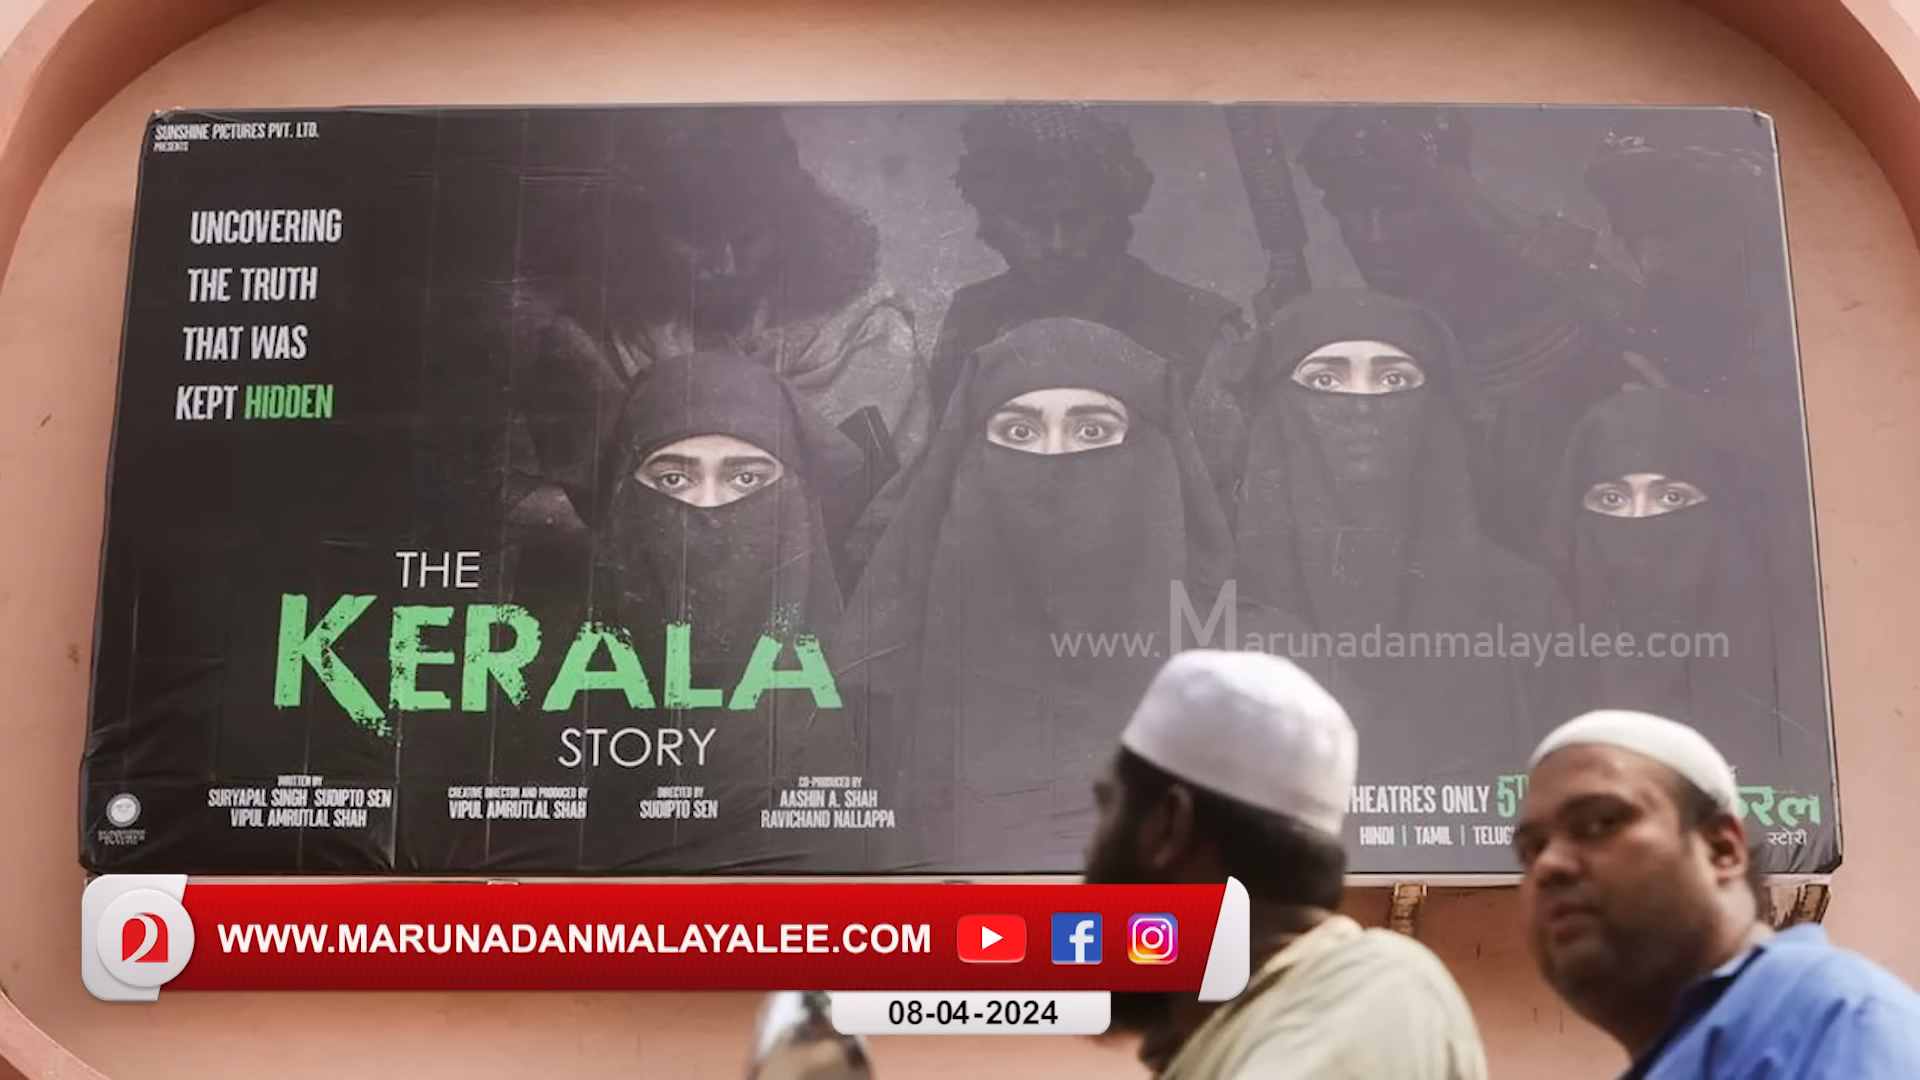 SUNSHINE PICTURES PVT. LTD.
PRESENTS
UNCOVERING
THE TRUTH
THAT WAS
KEPT HIDDEN
THE
KERALA
STORY
WRITTEN BY
SURYAPAL SINGH SUDIPTO SEN
VIPUL AMRUTLAL SHAH
CREATIVE DIRECTOR AND PRODUCED BY
VIPUL AMRUTLAL SHAH
DIRECTED BY
SUDIPTO SEN
CO-PRODUCED BY
AASHIN A. SHAH
RAVICHAND NALLAPPA
www.Marunadanmalayalee.com
HEATRES ONLY 5T
HINDI | TAMIL | TELUG
स्टोरी
WWW.MARUNADANMALAYALEE.COM
08-04-2024